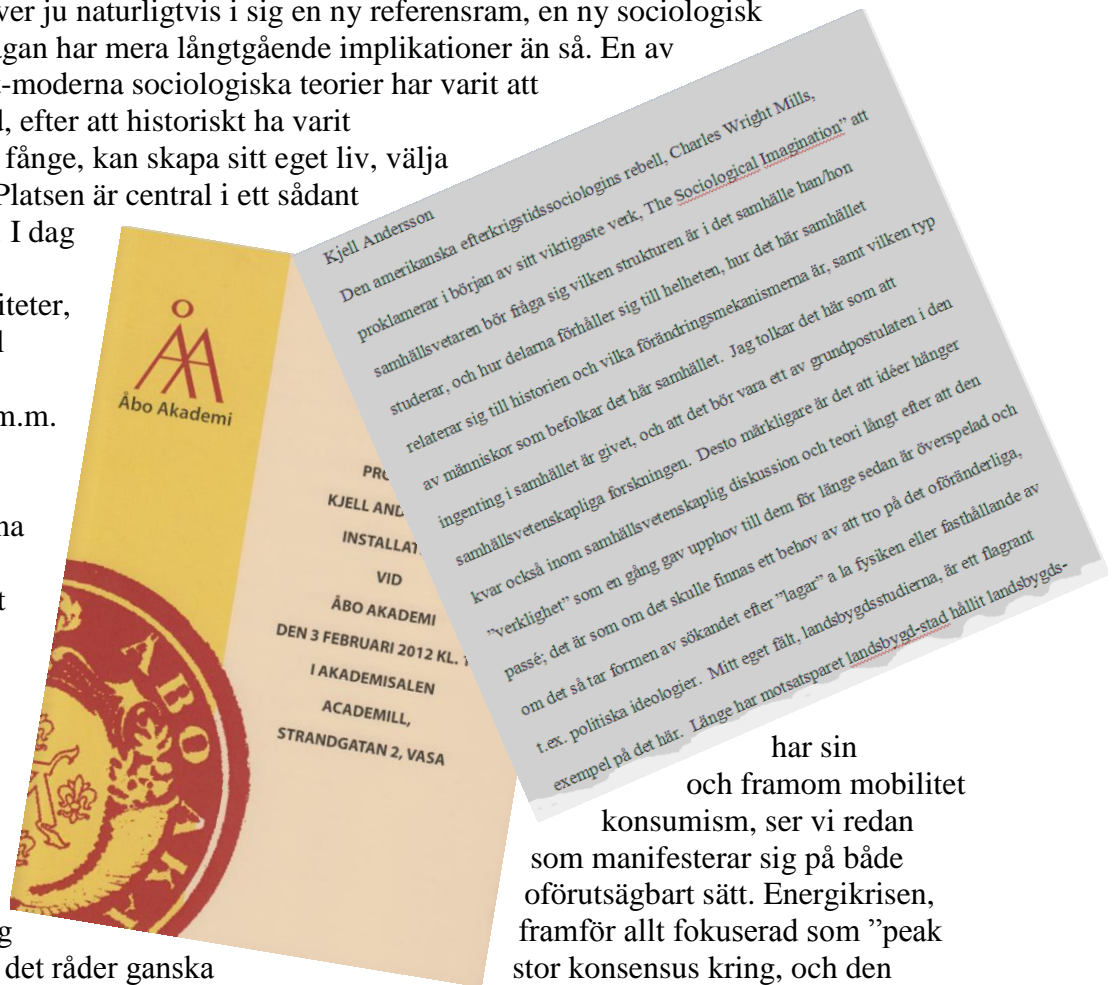 ver ju naturligtvis i sig en ny referensram, en ny sociologisk
gan har mera långtgående implikationer än så. En av
-moderna sociologiska teorier har varit att
, efter att historiskt ha varit
fånge, kan skapa sitt eget liv, välja
Platsen är central i ett sådant
I dag
iteter,
m.m.
na
t
g
det råder ganska
Åbo Akademi
PRO
KJELL AND
INSTALLAT
VID
ÅBO AKADEMI
DEN 3 FEBRUARI 2012 KL. 1
I AKADEMISALEN
ACADEMILL,
STRANDGATAN 2, VASA
ABO AK
Kjell Andersson
Den amerikanska efterkrigstidssociologins rebell, Charles Wright Mills,
proklamerar i början av sitt viktigaste verk, The Sociological Imagination” att
samhällsvetaren bör fråga sig vilken strukturen är i det samhälle han/hon
studerar, och hur delarna förhåller sig till helheten, hur det här samhället
relaterar sig till historien och vilka förändringsmekanismerna är, samt vilken typ
av människor som befolkar det här samhället. Jag tolkar det här som att
ingenting i samhället är givet, och att det bör vara ett av grundpostulaten i den
samhällsvetenskapliga forskningen. Desto märkligare är det att idéer hänger
kvar också inom samhällsvetenskaplig diskussion och teori långt efter att den
”verklighet” som en gång gav upphov till dem för länge sedan är överspelad och
passé; det är som om det skulle finnas ett behov av att tro på det oföränderliga,
om det så tar formen av sökandet efter ”lagar” a la fysiken eller fasthållande av
t.ex. politiska ideologier. Mitt eget fält, landsbygdsstudierna, är ett flagrant
exempel på det här. Länge har motsatsparet landsbygd-stad hållit landsbygds-
har sin
och framom mobilitet
konsumism, ser vi redan
som manifesterar sig på både
oförutsägbart sätt. Energikrisen,
framför allt fokuserad som ”peak
stor konsensus kring, och den